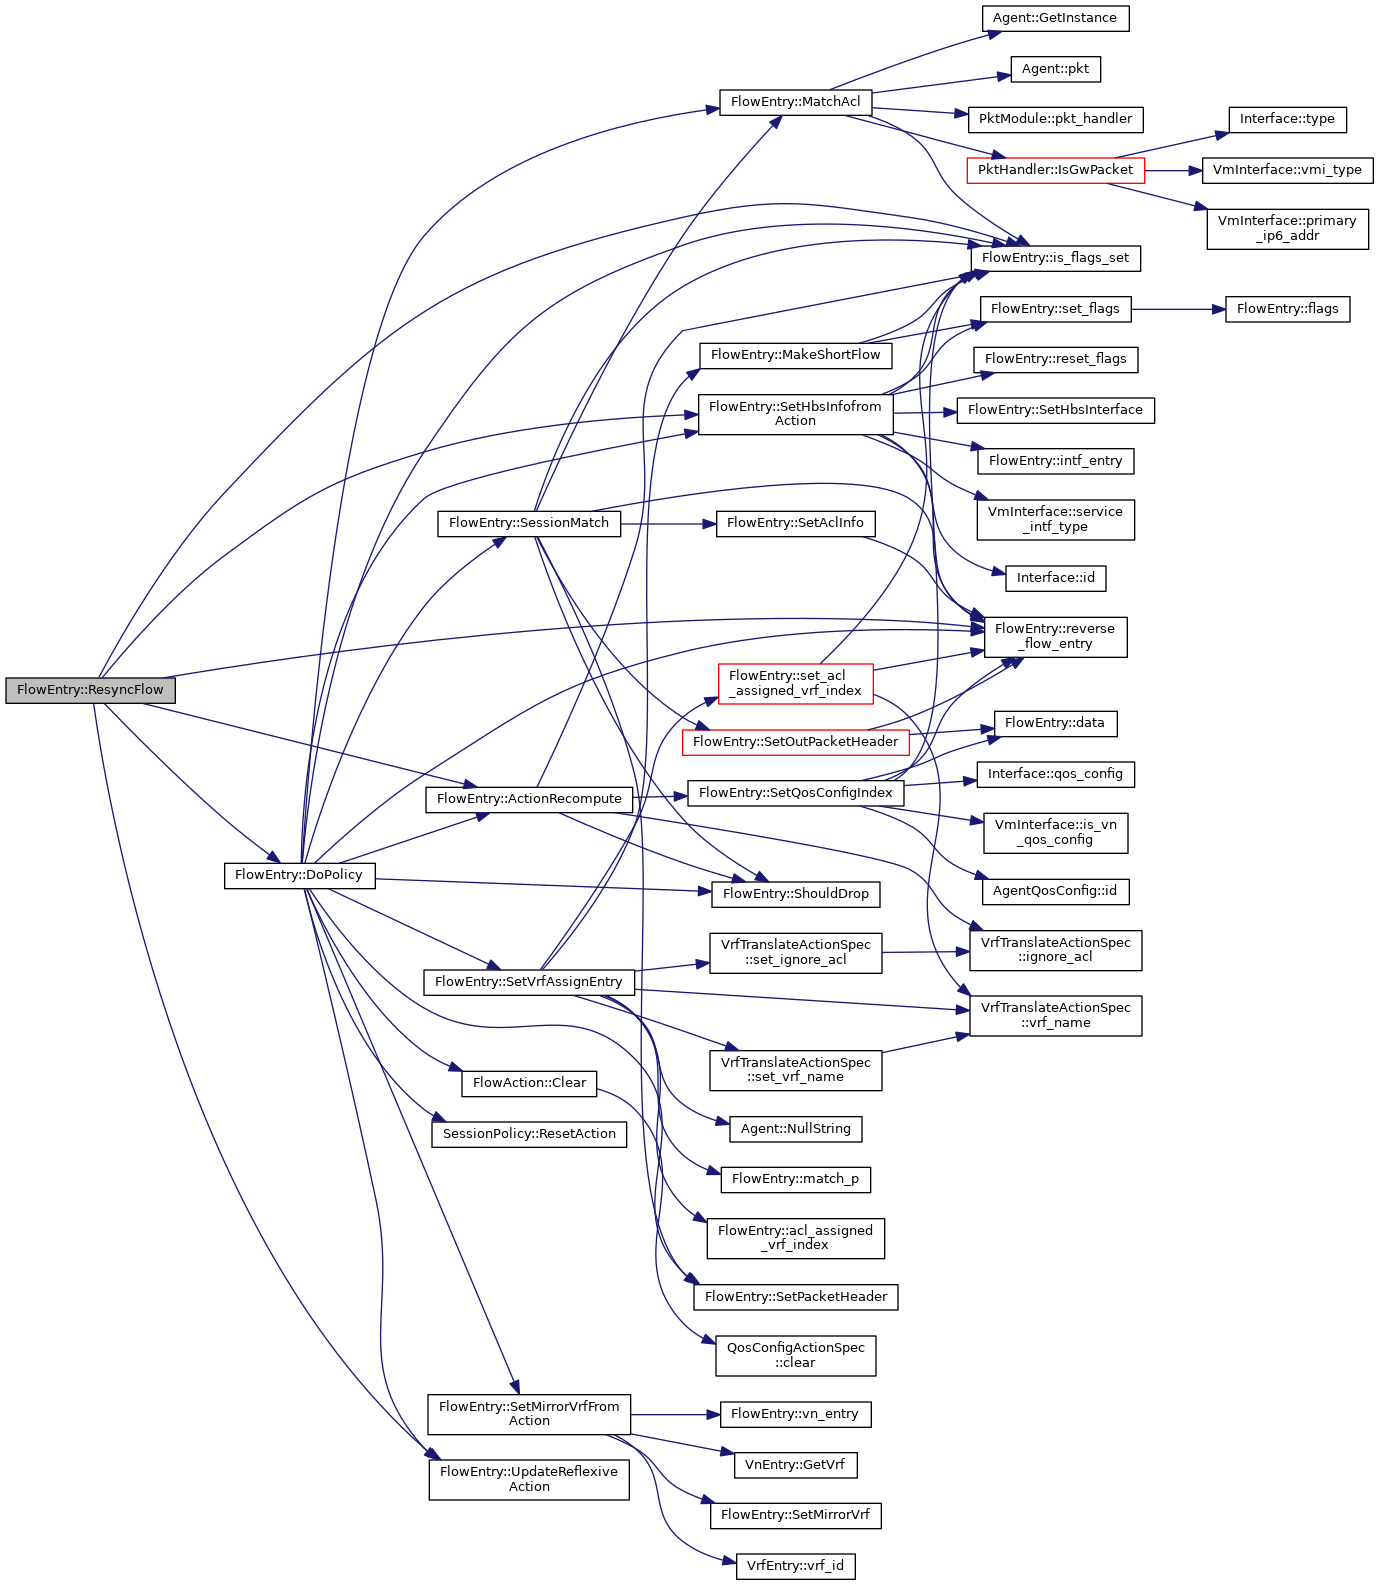 Agent::GetInstance
Agent::pkt
FlowEntry::MatchAcl
PktModule::pkt_handler
Interface::type
PktHandler::IsGwPacket
VmInterface::vmi_type
VmInterface::primary
_ip6_addr
FlowEntry::is_flags_set
FlowEntry::set_flags
FlowEntry::flags
FlowEntry::MakeShortFlow
FlowEntry::reset_flags
FlowEntry::SetHbsInfofrom
Action
FlowEntry::SetHbsInterface
FlowEntry::intf_entry
FlowEntry::SessionMatch
FlowEntry::SetAclInfo
VmInterface::service
_intf_type
Interface::id
FlowEntry::reverse
_flow_entry
FlowEntry::ResyncFlow
FlowEntry::set_acl
_assigned_vrf_index
FlowEntry::data
FlowEntry::SetOutPacketHeader
Interface::qos_config
FlowEntry::ActionRecompute
FlowEntry::SetQosConfigIndex
VmInterface::is_vn
_qos_config
FlowEntry::DoPolicy
FlowEntry::ShouldDrop
AgentQosConfig::id
VrfTranslateActionSpec
::set_ignore_acl
VrfTranslateActionSpec
::ignore_acl
FlowEntry::SetVrfAssignEntry
VrfTranslateActionSpec
::vrf_name
VrfTranslateActionSpec
::set_vrf_name
FlowAction::Clear
Agent::NullString
SessionPolicy::ResetAction
FlowEntry::match_p
FlowEntry::acl_assigned
_vrf_index
FlowEntry::SetPacketHeader
QosConfigActionSpec
::clear
FlowEntry::SetMirrorVrfFrom
Action
FlowEntry::vn_entry
VnEntry::GetVrf
FlowEntry::UpdateReflexive
Action
FlowEntry::SetMirrorVrf
VrfEntry::vrf_id